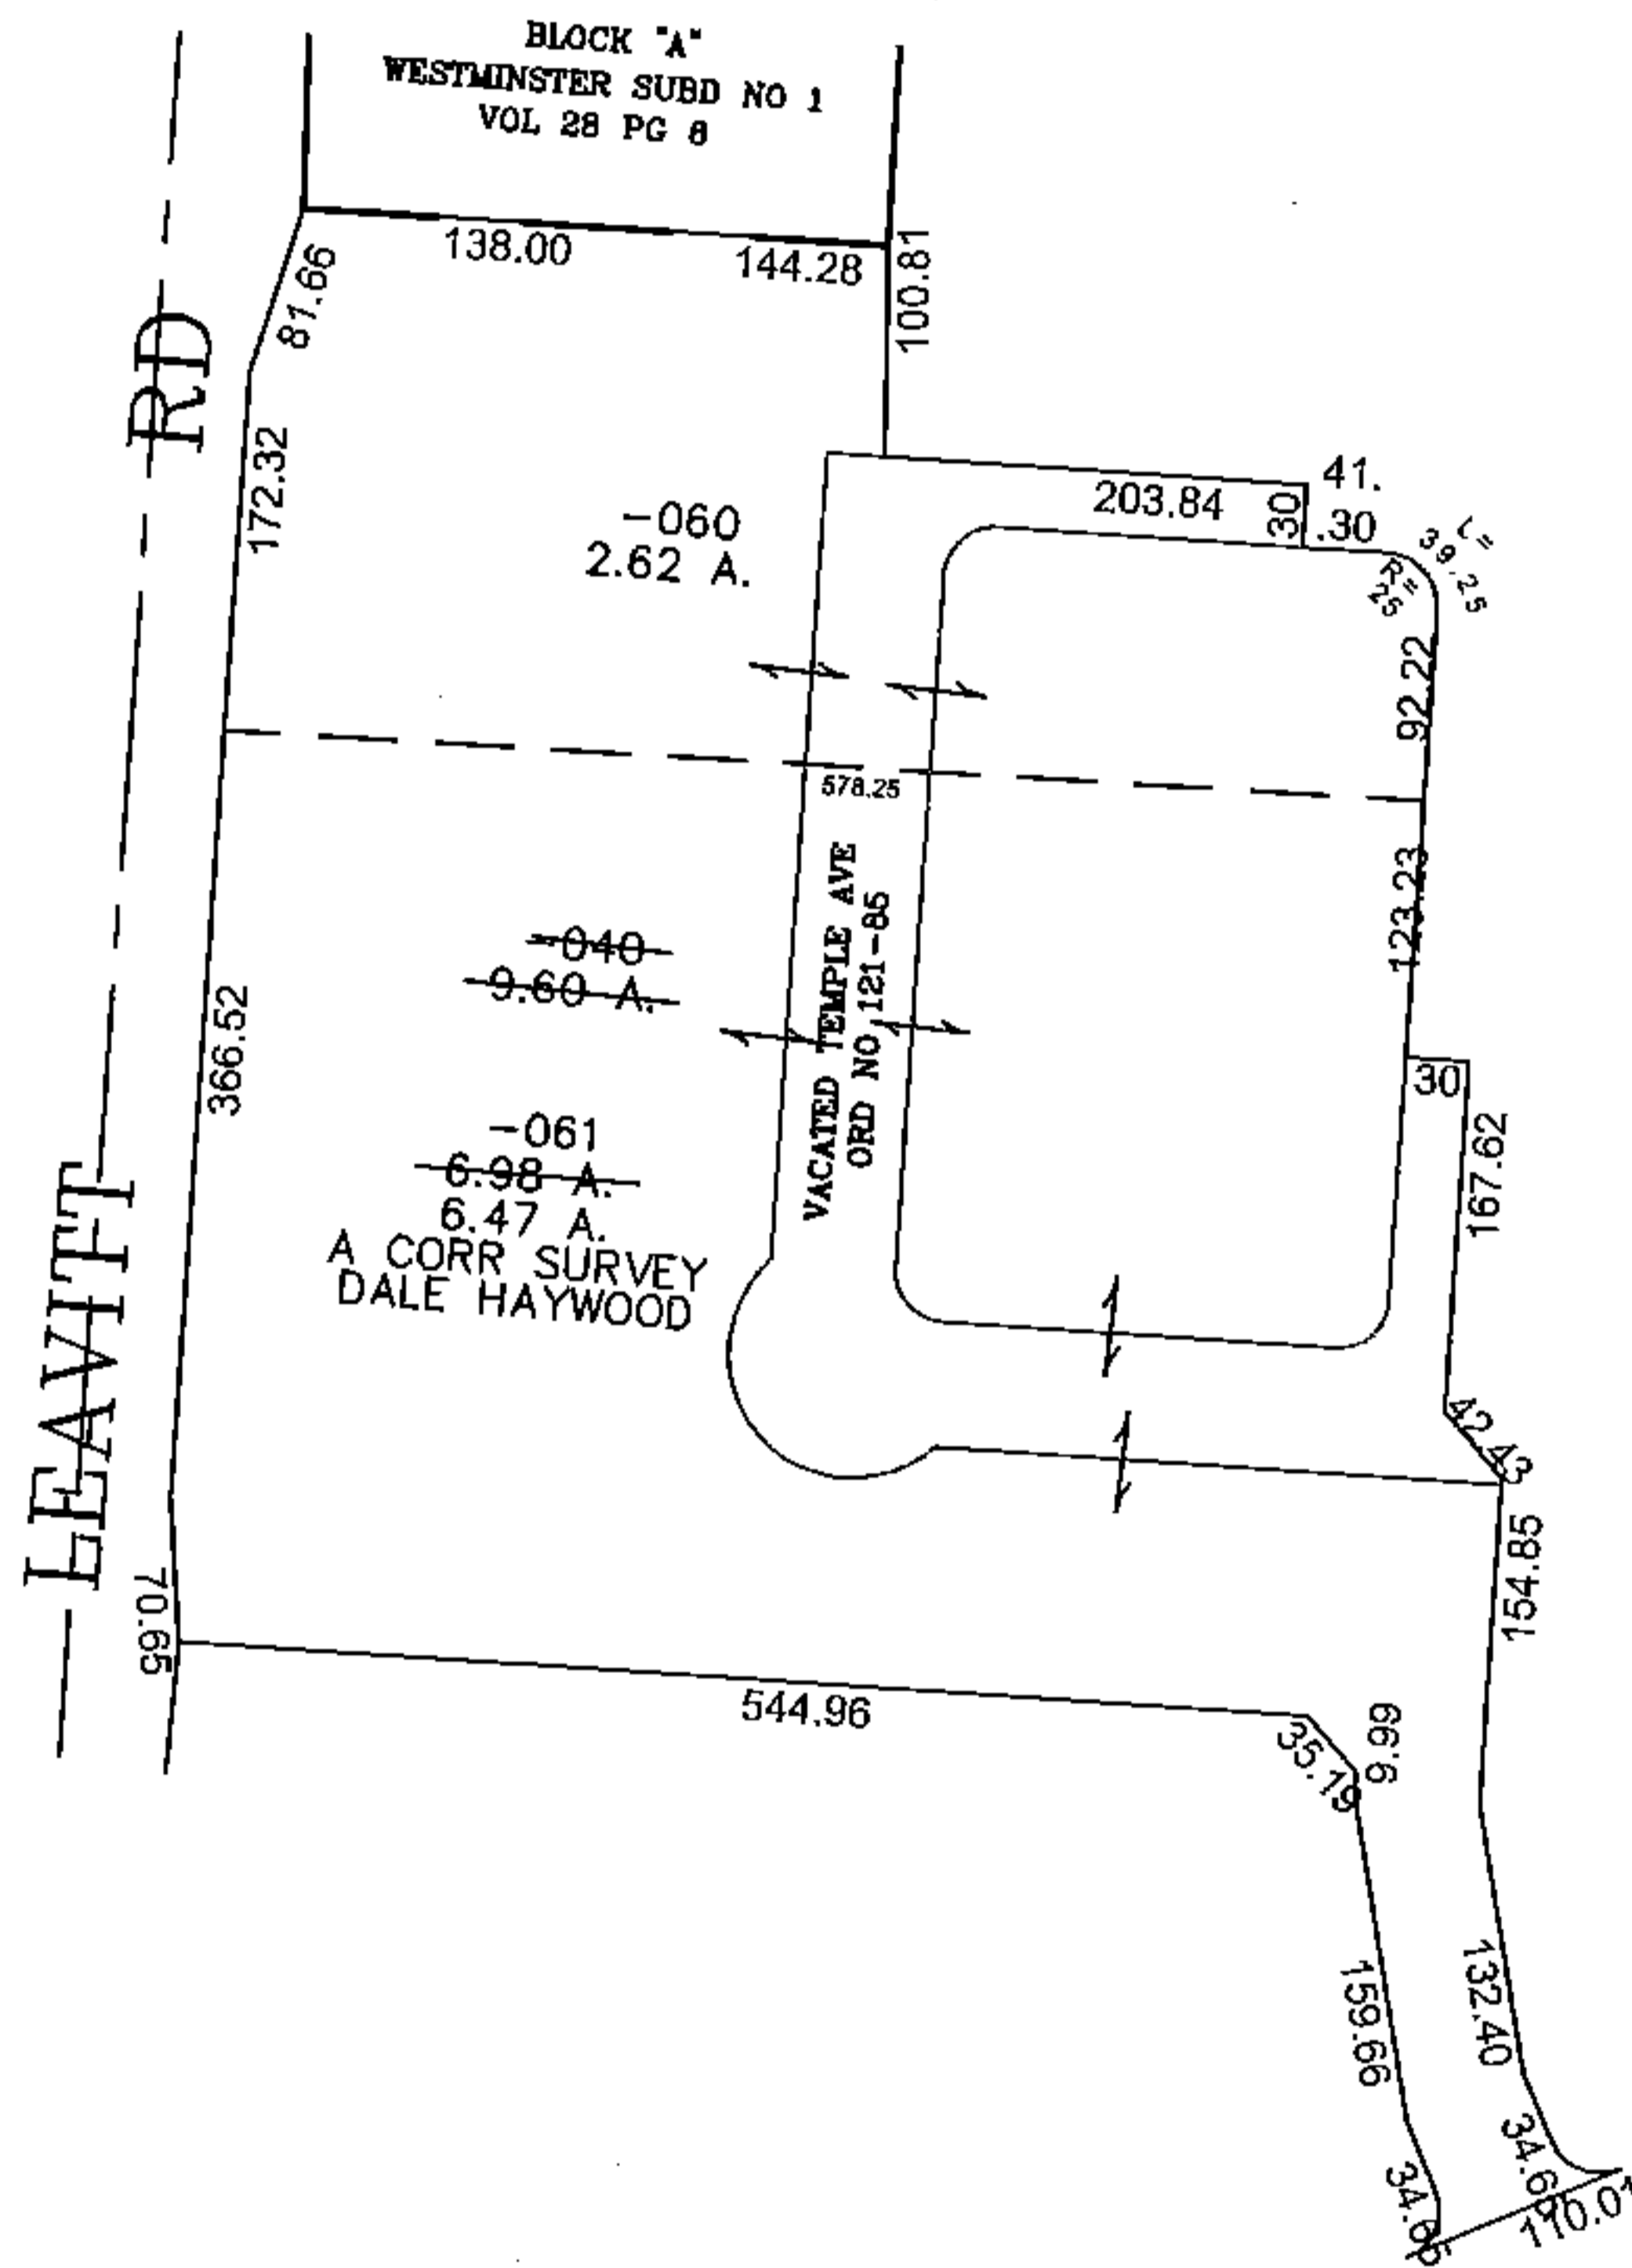 BLOCK "A"
WESTMINSTER SUBD NO 1
VOL 28 PG 8
138.00
144.28
100.81
81.66
RD
172.32
-060
2.62 A.
203.84
30
41.
.30
L=
39.25
R=
25
92.22
578.25
123.23
VACATED TEMPLE AVE
ORD NO 121-85
-040
9.60 A.
366.52
-061
6.98 A.
6.47 A.
A CORR SURVEY
DALE HAYWOOD
30
167.62
LEAVITT
42.43
154.85
70.65
544.96
35.79
9.99
159.66
132.40
34.65
110.01